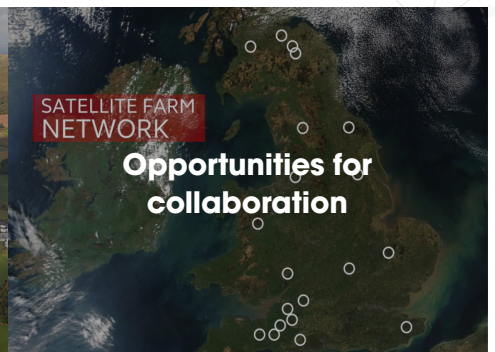 SATELLITE FARM
NETWORK
Opportunities for
collaboration